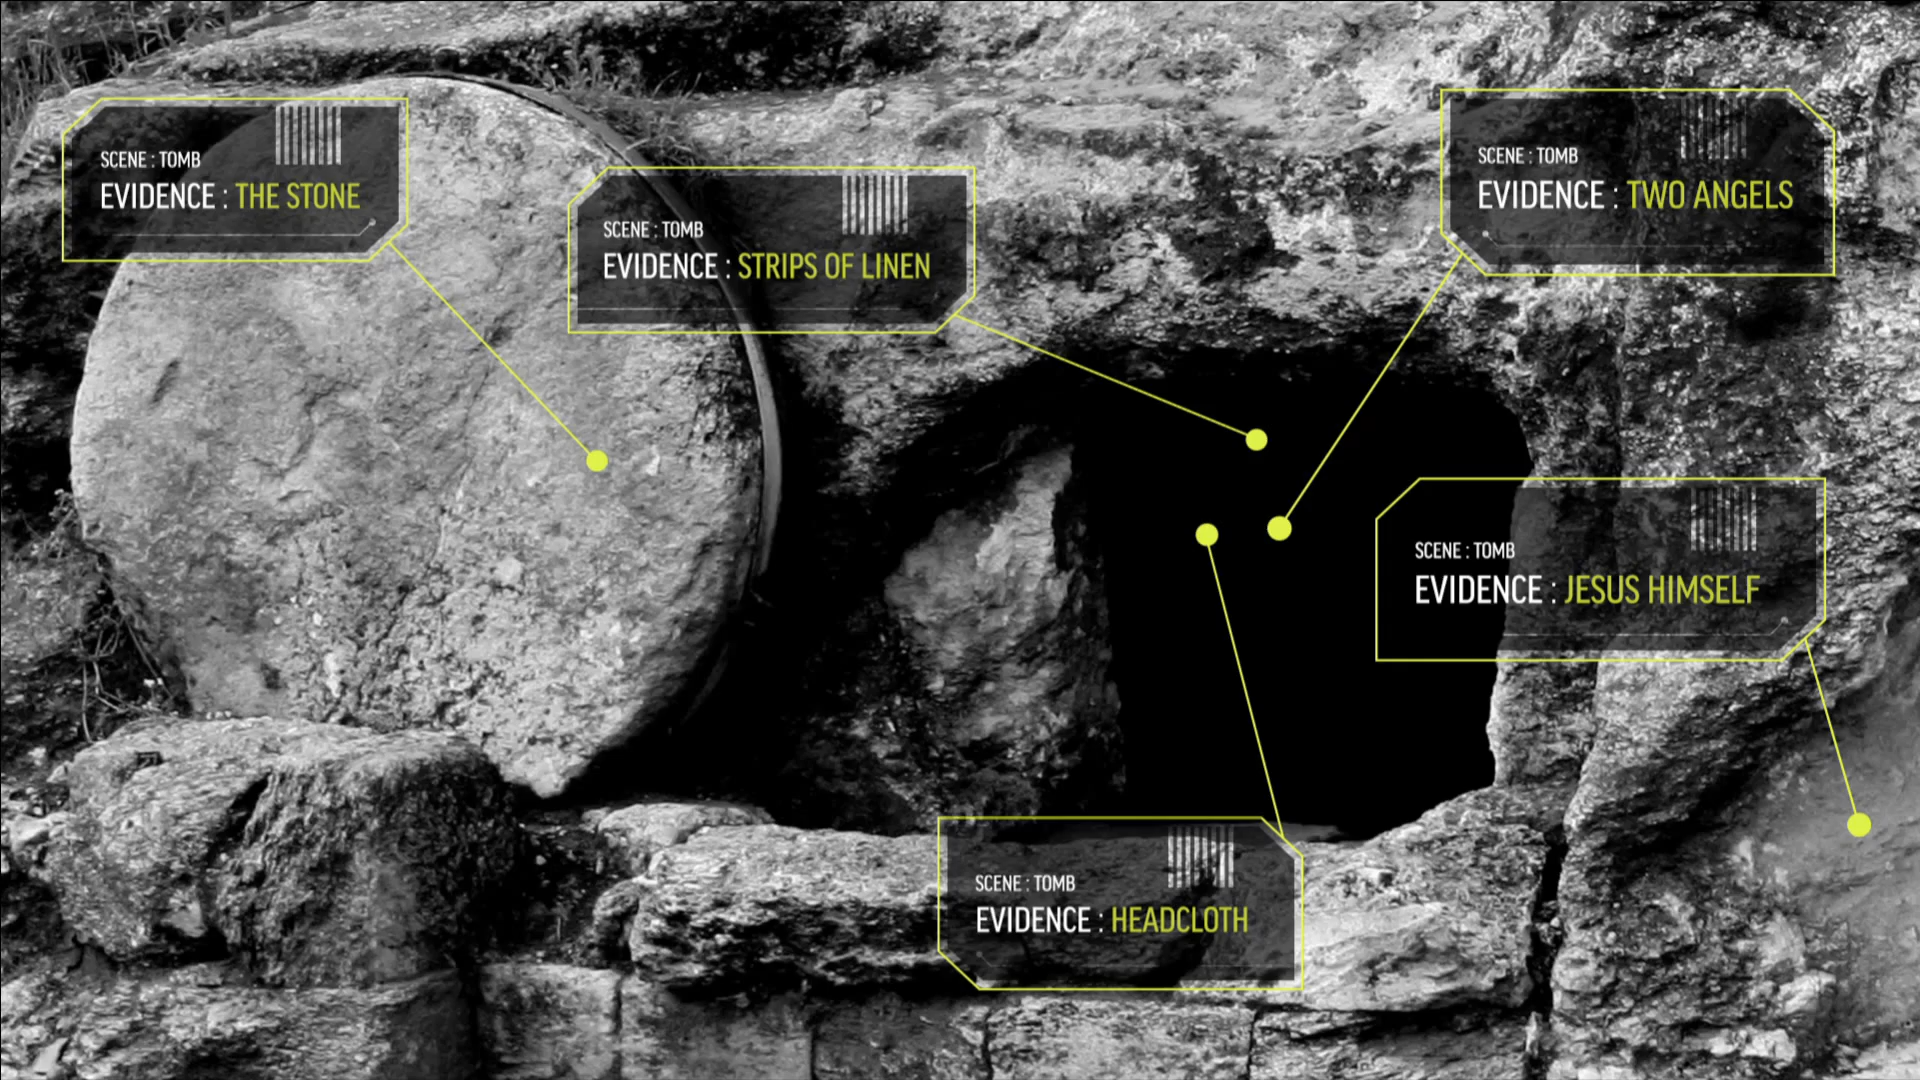 SCENE : TOMB
EVIDENCE : THE STONE
SCENE : TOMB
EVIDENCE : STRIPS OF LINEN
SCENE : TOMB
EVIDENCE : TWO ANGELS
SCENE : TOMB
EVIDENCE : JESUS HIMSELF
SCENE : TOMB
EVIDENCE : HEADCLOTH